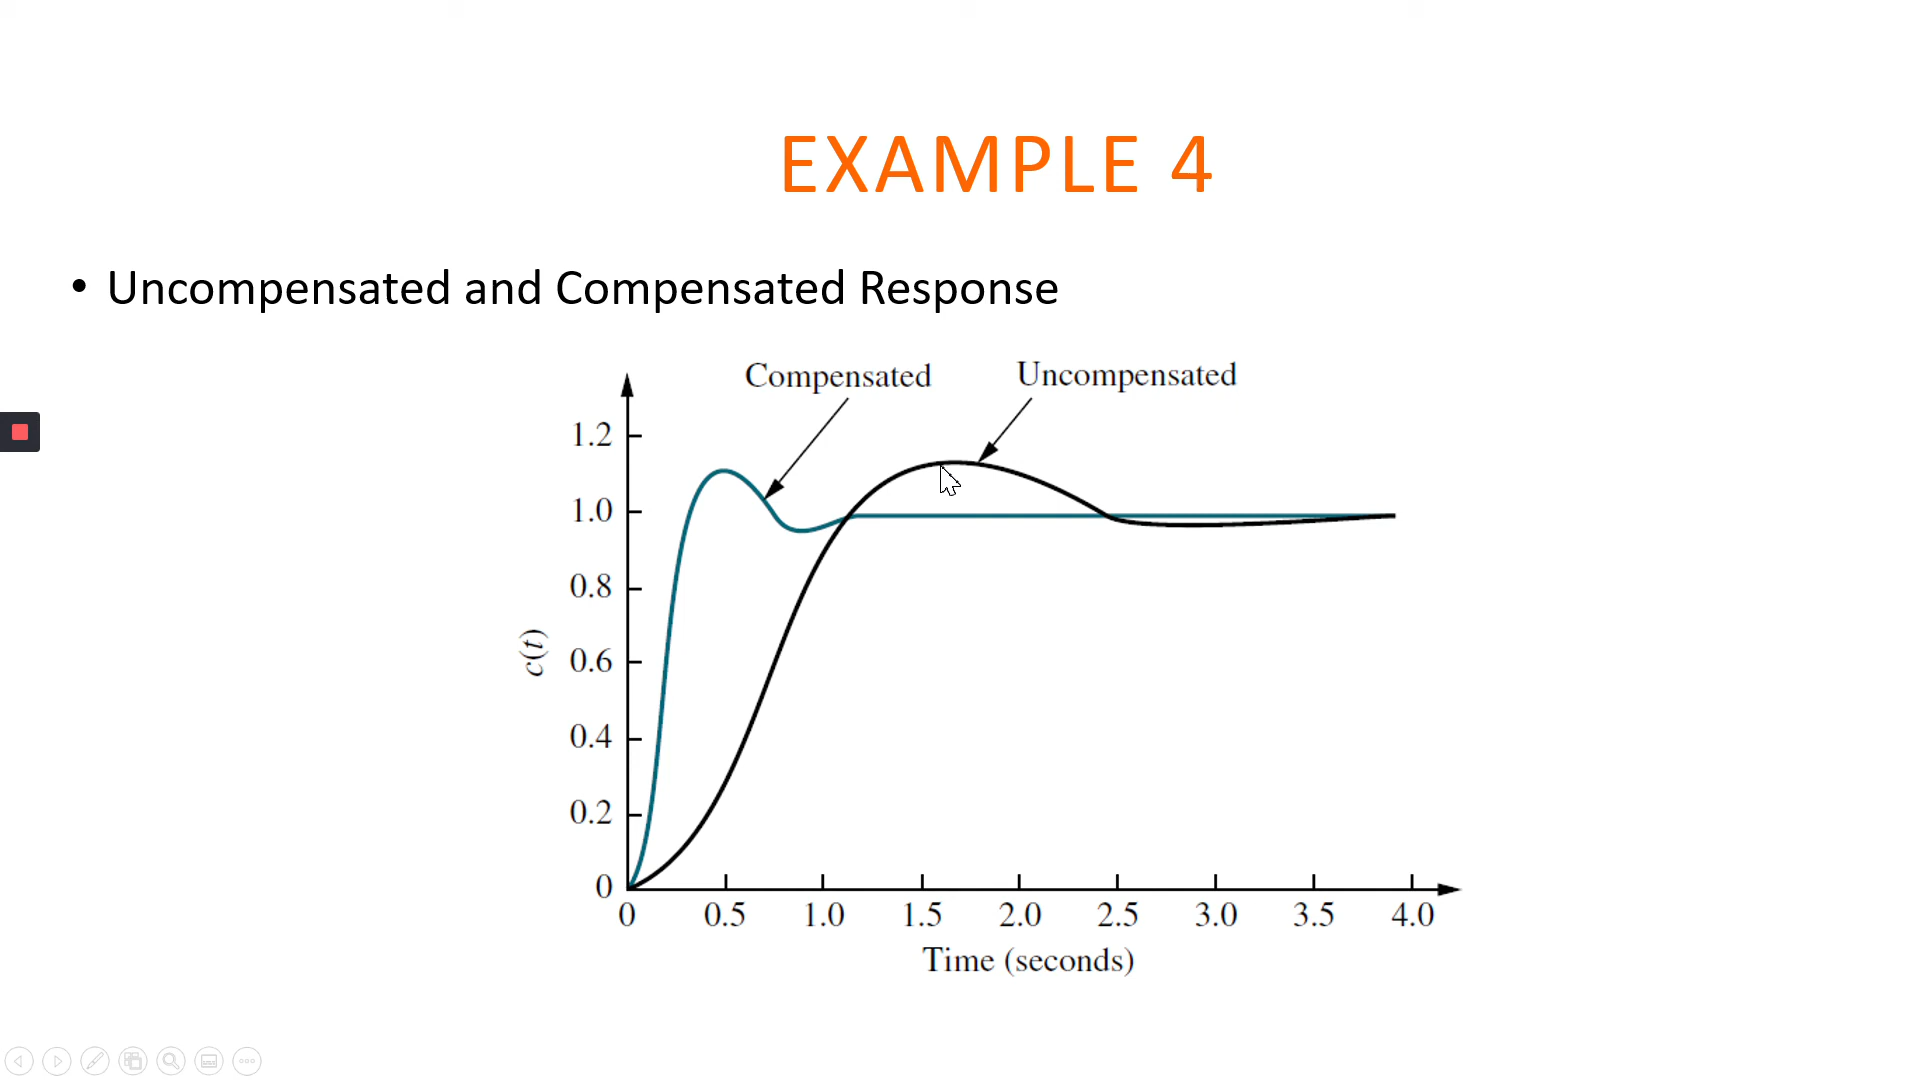 EXAMPLE 4
• Uncompensated and Compensated Response
Compensated
Uncompensated
1.2
1.0
0.8
0.6
0.4
0.2
0
c(t)
0 0.5 1.0 1.5 2.0 2.5 3.0 3.5 4.0
Time (seconds)